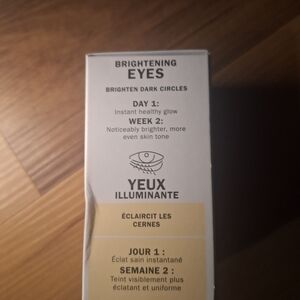 BRIGHTENING
EYES
BRIGHTEN DARK CIRCLES
DAY 1:
Instant healthy glow
WEEK 2:
Noticeably brighter, more
even skin tone
YEUX
ILLUMINANTE
ÉCLAIRCIT LES
CERNES
JOUR 1 :
Éclat sain instantané
SEMAINE 2 :
Teint visiblement plus
éclatant et uniforme